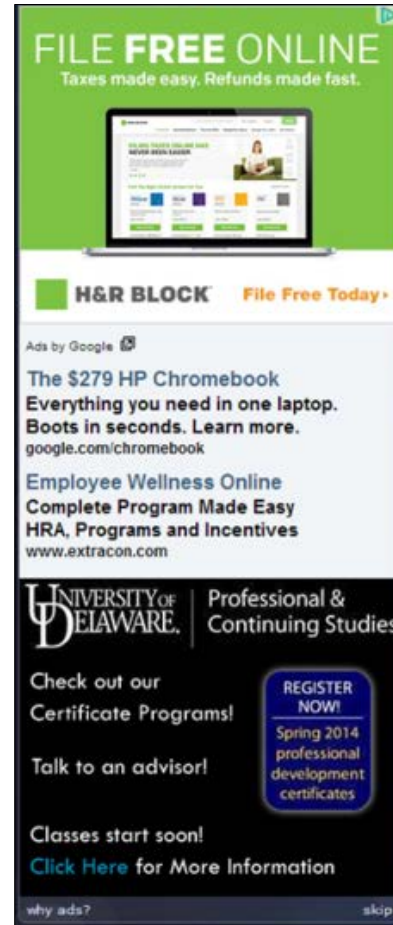 FILE FREE ONLINE
Taxes made easy. Refunds made fast.
H&R BLOCK
File Free Today
Ads by Google
The $279 HP Chromebook
Everything you need in one laptop.
Boots in seconds. Learn more.
google.com/chromebook
Employee Wellness Online
Complete Program Made Easy
HRA, Programs and Incentives
www.extracon.com
UNIVERSITY OF
DELAWARE.
Professional &
Continuing Studies
Check out our
Certificate Programs!
Talk to an advisor!
REGISTER
NOW!
Spring 2014
professional
development
certificates
Classes start soon!
Click Here for More Information
why ads?
skip